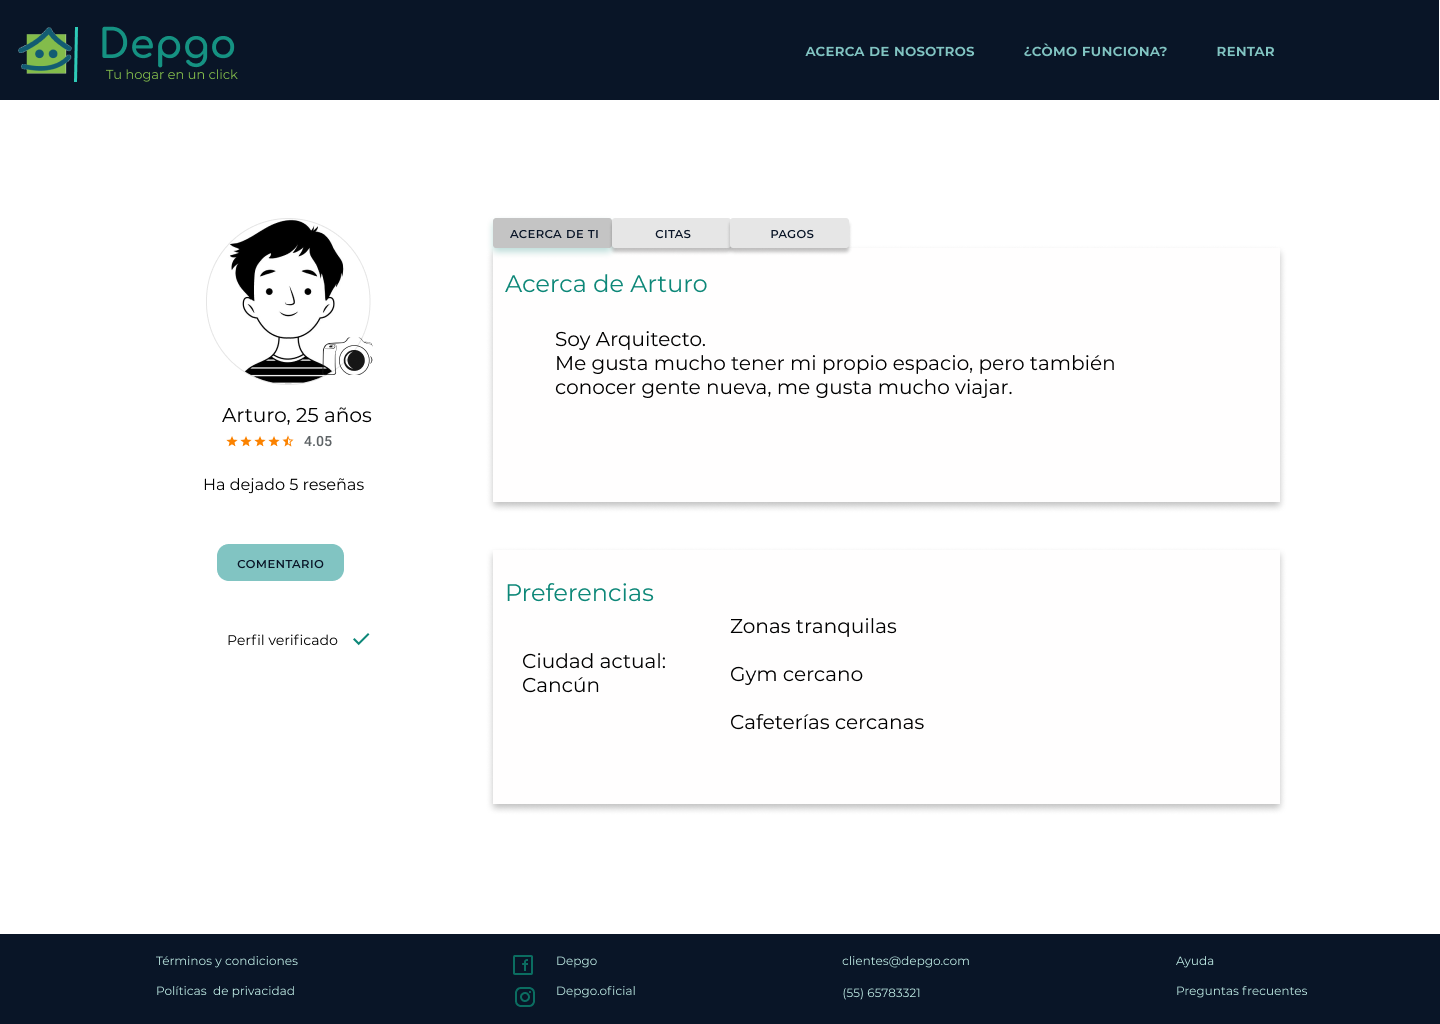 Depgo
Tu hogar en un click
ACERCA DE NOSOTROS
¿CÒMO FUNCIONA?
RENTAR
ACERCA DE TI
CITAS
PAGOS
Acerca de Arturo
Soy Arquitecto.
Me gusta mucho tener mi propio espacio, pero también
conocer gente nueva, me gusta mucho viajar.
Arturo, 25 años
4.05
Ha dejado 5 reseñas
COMENTARIO
Perfil verificado
Preferencias
Ciudad actual:
Cancún
Zonas tranquilas
Gym cercano
Cafeterías cercanas
Términos y condiciones
Políticas  de privacidad
Depgo
Depgo.oficial
clientes@depgo.com
(55) 65783321
Ayuda
Preguntas frecuentes